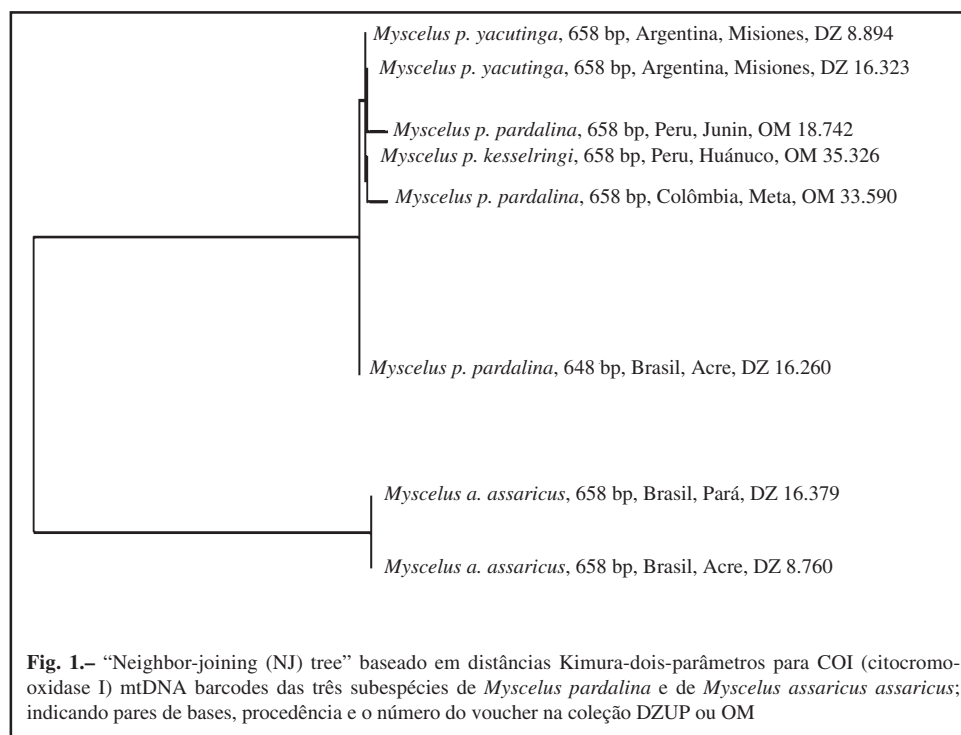 Myscelus p. yacutinga, 658 bp, Argentina, Misiones, DZ 8.894
Myscelus p. yacutinga, 658 bp, Argentina, Misiones, DZ 16.323
Myscelus p. pardalina, 658 bp, Peru, Junin, OM 18.742
Myscelus p. kesselringi, 658 bp, Peru, Huánuco, OM 35.326
Myscelus p. pardalina, 658 bp, Colômbia, Meta, OM 33.590
Myscelus p. pardalina, 648 bp, Brasil, Acre, DZ 16.260
Myscelus a. assaricus, 658 bp, Brasil, Pará, DZ 16.379
Myscelus a. assaricus, 658 bp, Brasil, Acre, DZ 8.760
Fig. 1.– “Neighbor-joining (NJ) tree” baseado em distâncias Kimura-dois-parâmetros para COI (citocromo-
oxidase I) mtDNA barcodes das três subespécies de Myscelus pardalina e de Myscelus assaricus assaricus;
indicando pares de bases, procedência e o número do voucher na coleção DZUP ou OM